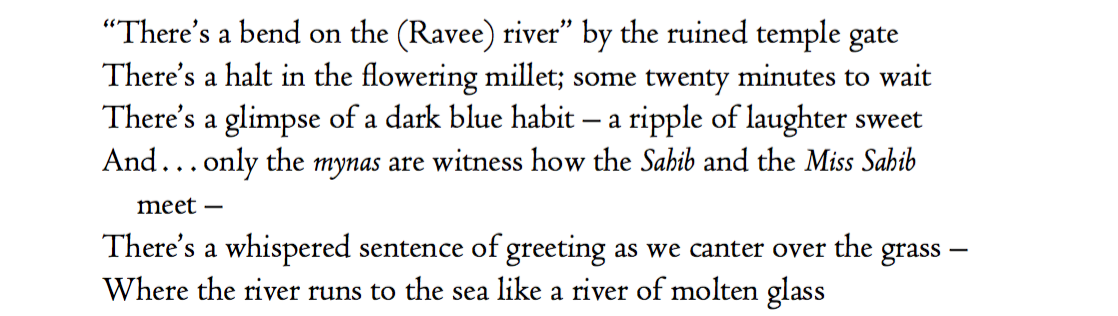 “There’s a bend on the (Ravee) river” by the ruined temple gate
There’s a halt in the flowering millet; some twenty minutes to wait
There’s a glimpse of a dark blue habit – a ripple of laughter sweet
And . . . only the mynas are witness how the Sahib and the Miss Sahib
meet –
There’s a whispered sentence of greeting as we canter over the grass –
Where the river runs to the sea like a river of molten glass